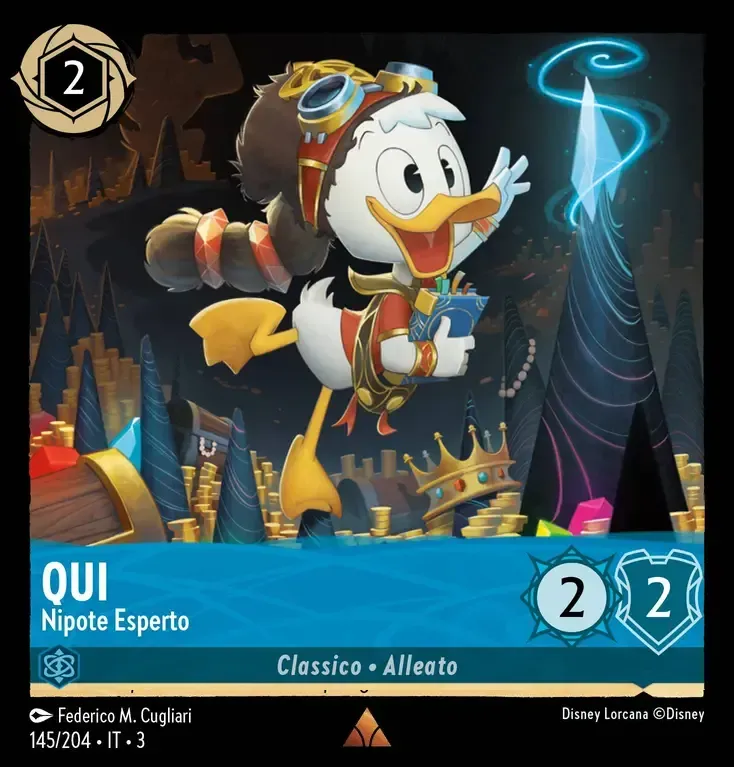 2
QUI
Nipote Esperto
2 2
Classico • Alleato
Federico M. Cugliari
Disney Lorcana ©Disney
145/204 • IT • 3